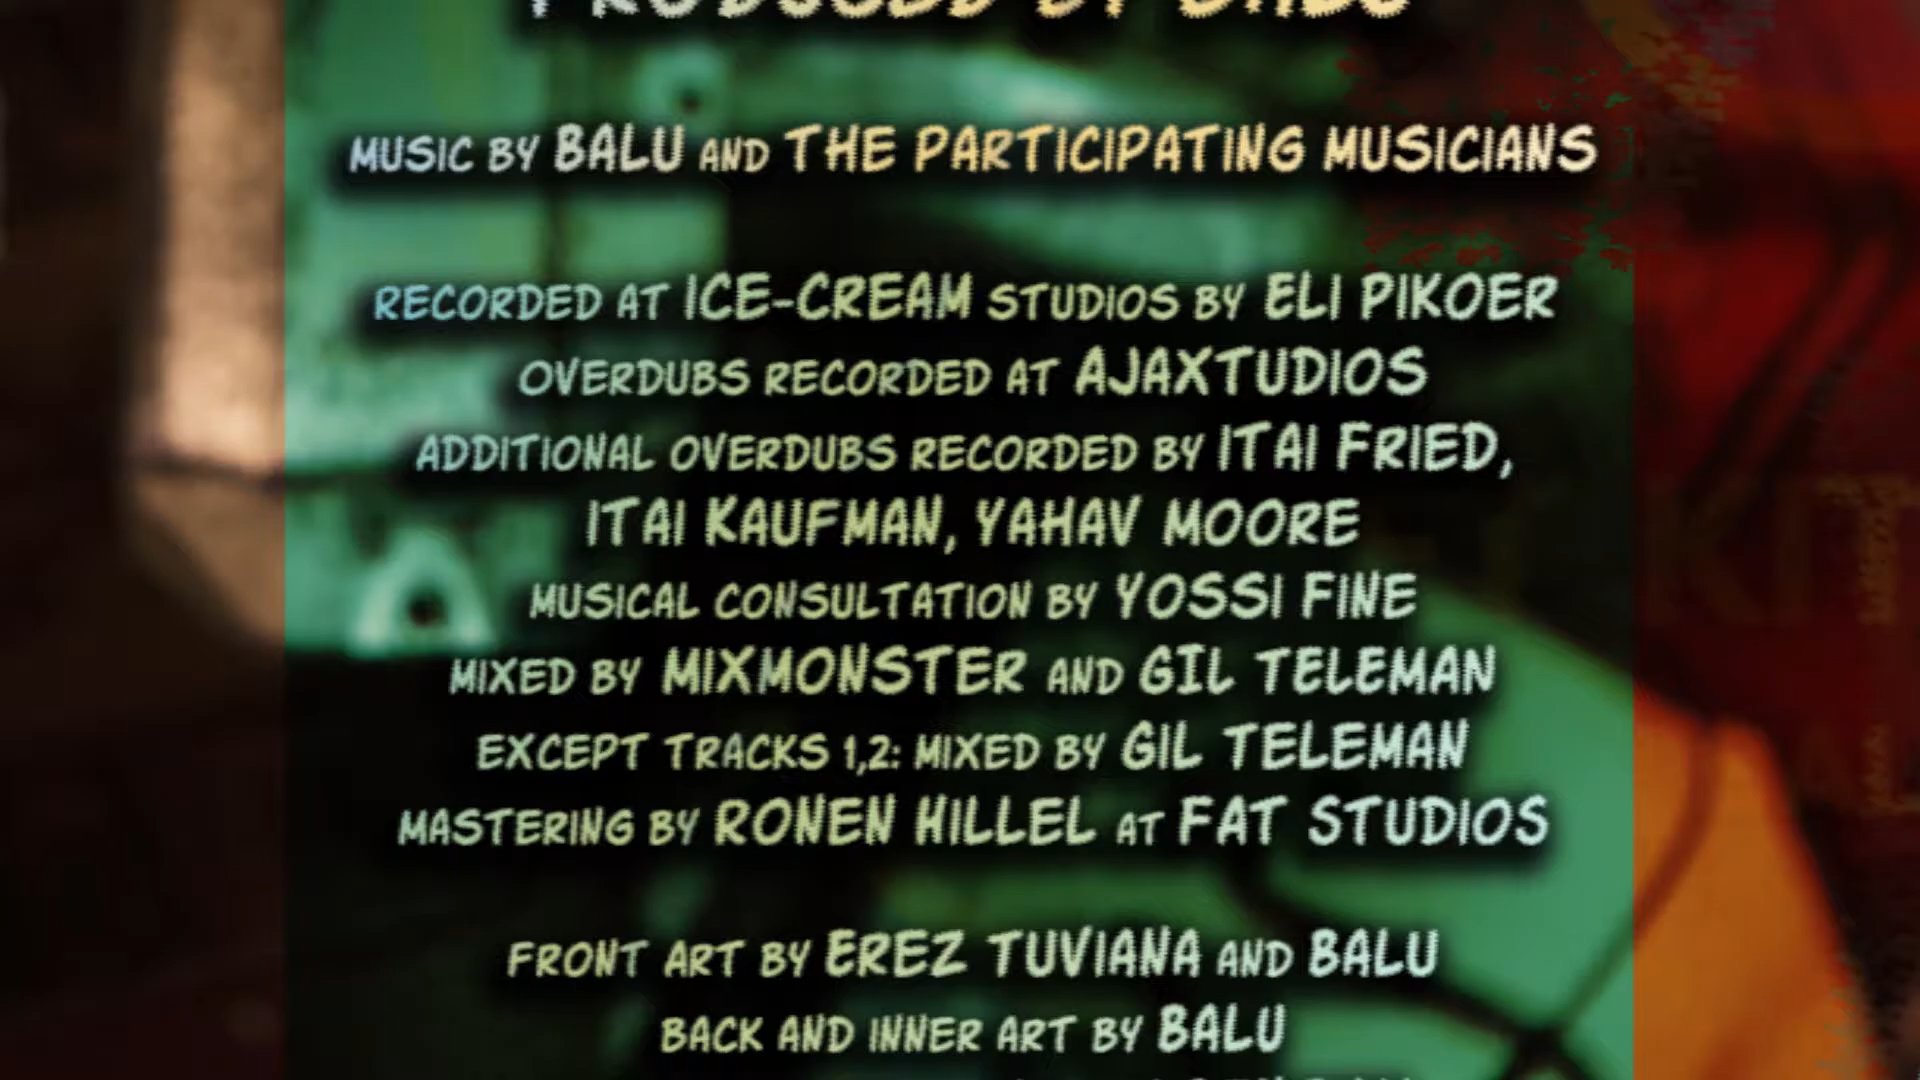 PRODUCED BY BALU
MUSIC BY BALU AND THE PARTICIPATING MUSICIANS
RECORDED AT ICE-CREAM STUDIOS BY ELI PIKOER
OVERDUBS RECORDED AT AJAXTUDIOS
ADDITIONAL OVERDUBS RECORDED BY ITAI FRIED,
ITAI KAUFMAN, YAHAV MOORE
MUSICAL CONSULTATION BY YOSSI FINE
MIXED BY MIXMONSTER AND GIL TELEMAN
EXCEPT TRACKS 1,2: MIXED BY GIL TELEMAN
MASTERING BY RONEN HILLEL AT FAT STUDIOS
FRONT ART BY EREZ TUVIANA AND BALU
BACK AND INNER ART BY BALU